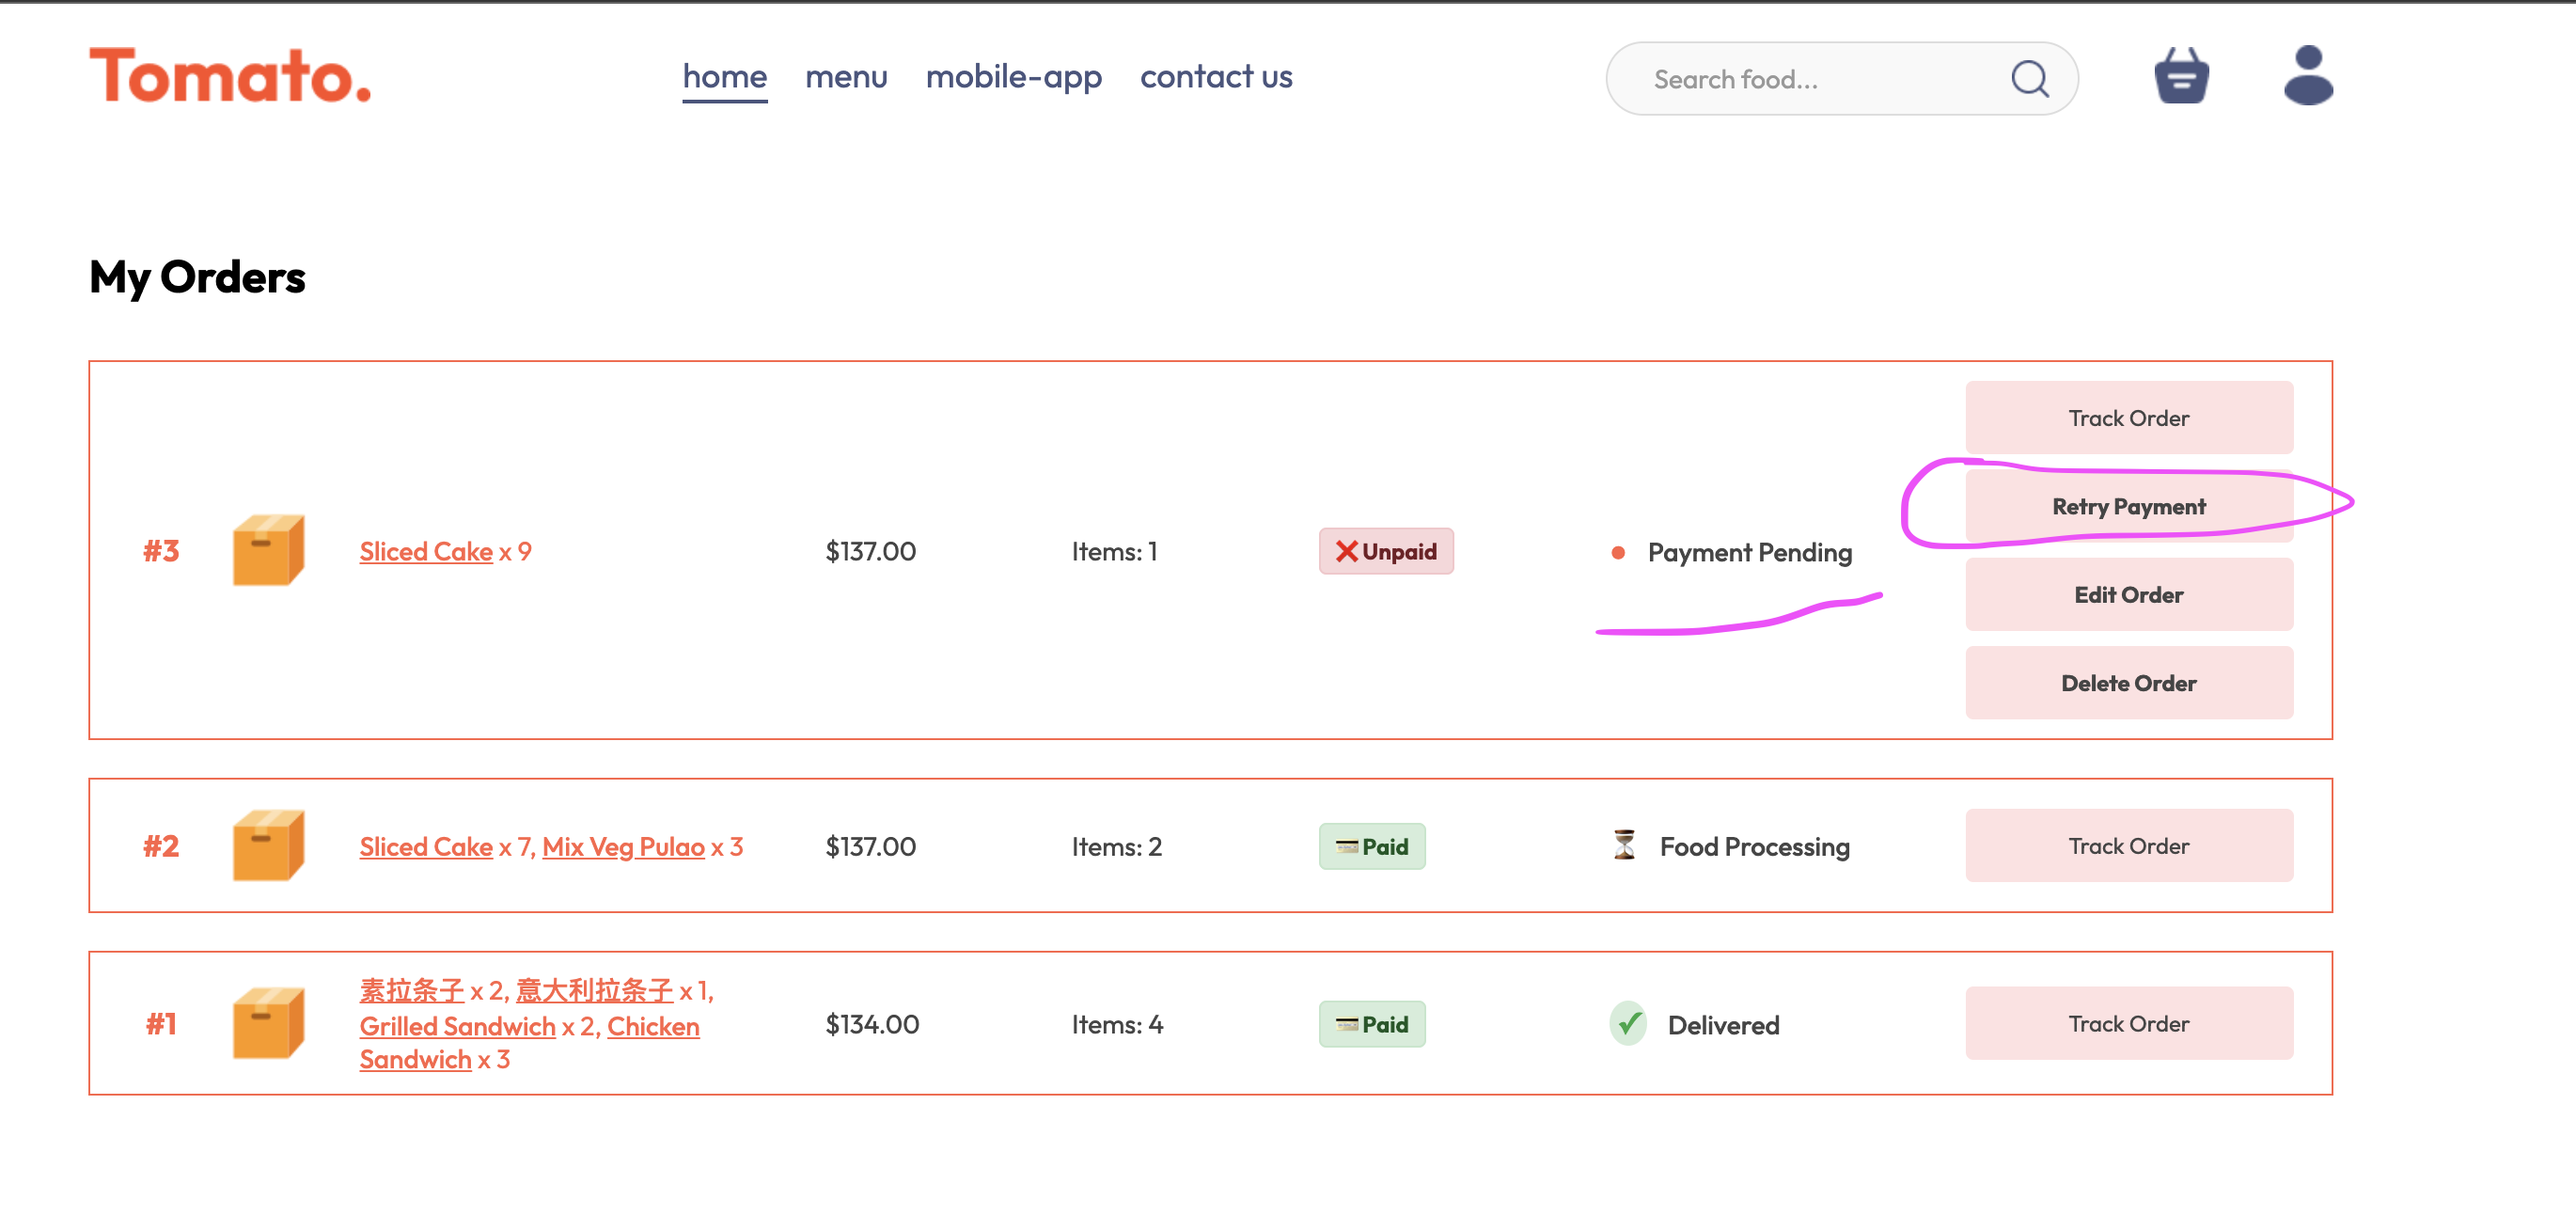 Tomato.
home menu mobile-app contact us
Search food...
My Orders
Track Order
Retry Payment
#3 Sliced Cake x 9 $137.00 Items: 1 ❌Unpaid Payment Pending
Edit Order
Delete Order
#2 Sliced Cake x 7, Mix Veg Pulao x 3 $137.00 Items: 2 💳Paid Food Processing Track Order
素拉条子 x 2, 意大利拉条子 x 1,
#1 Grilled Sandwich x 2, Chicken $134.00 Items: 4 💳Paid Delivered Track Order
Sandwich x 3